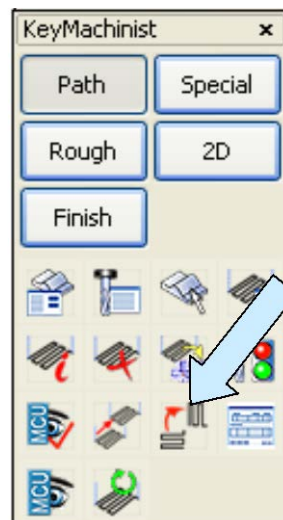 KeyMachinist x
Path Special
Rough 2D
Finish
i
MCU
MCU